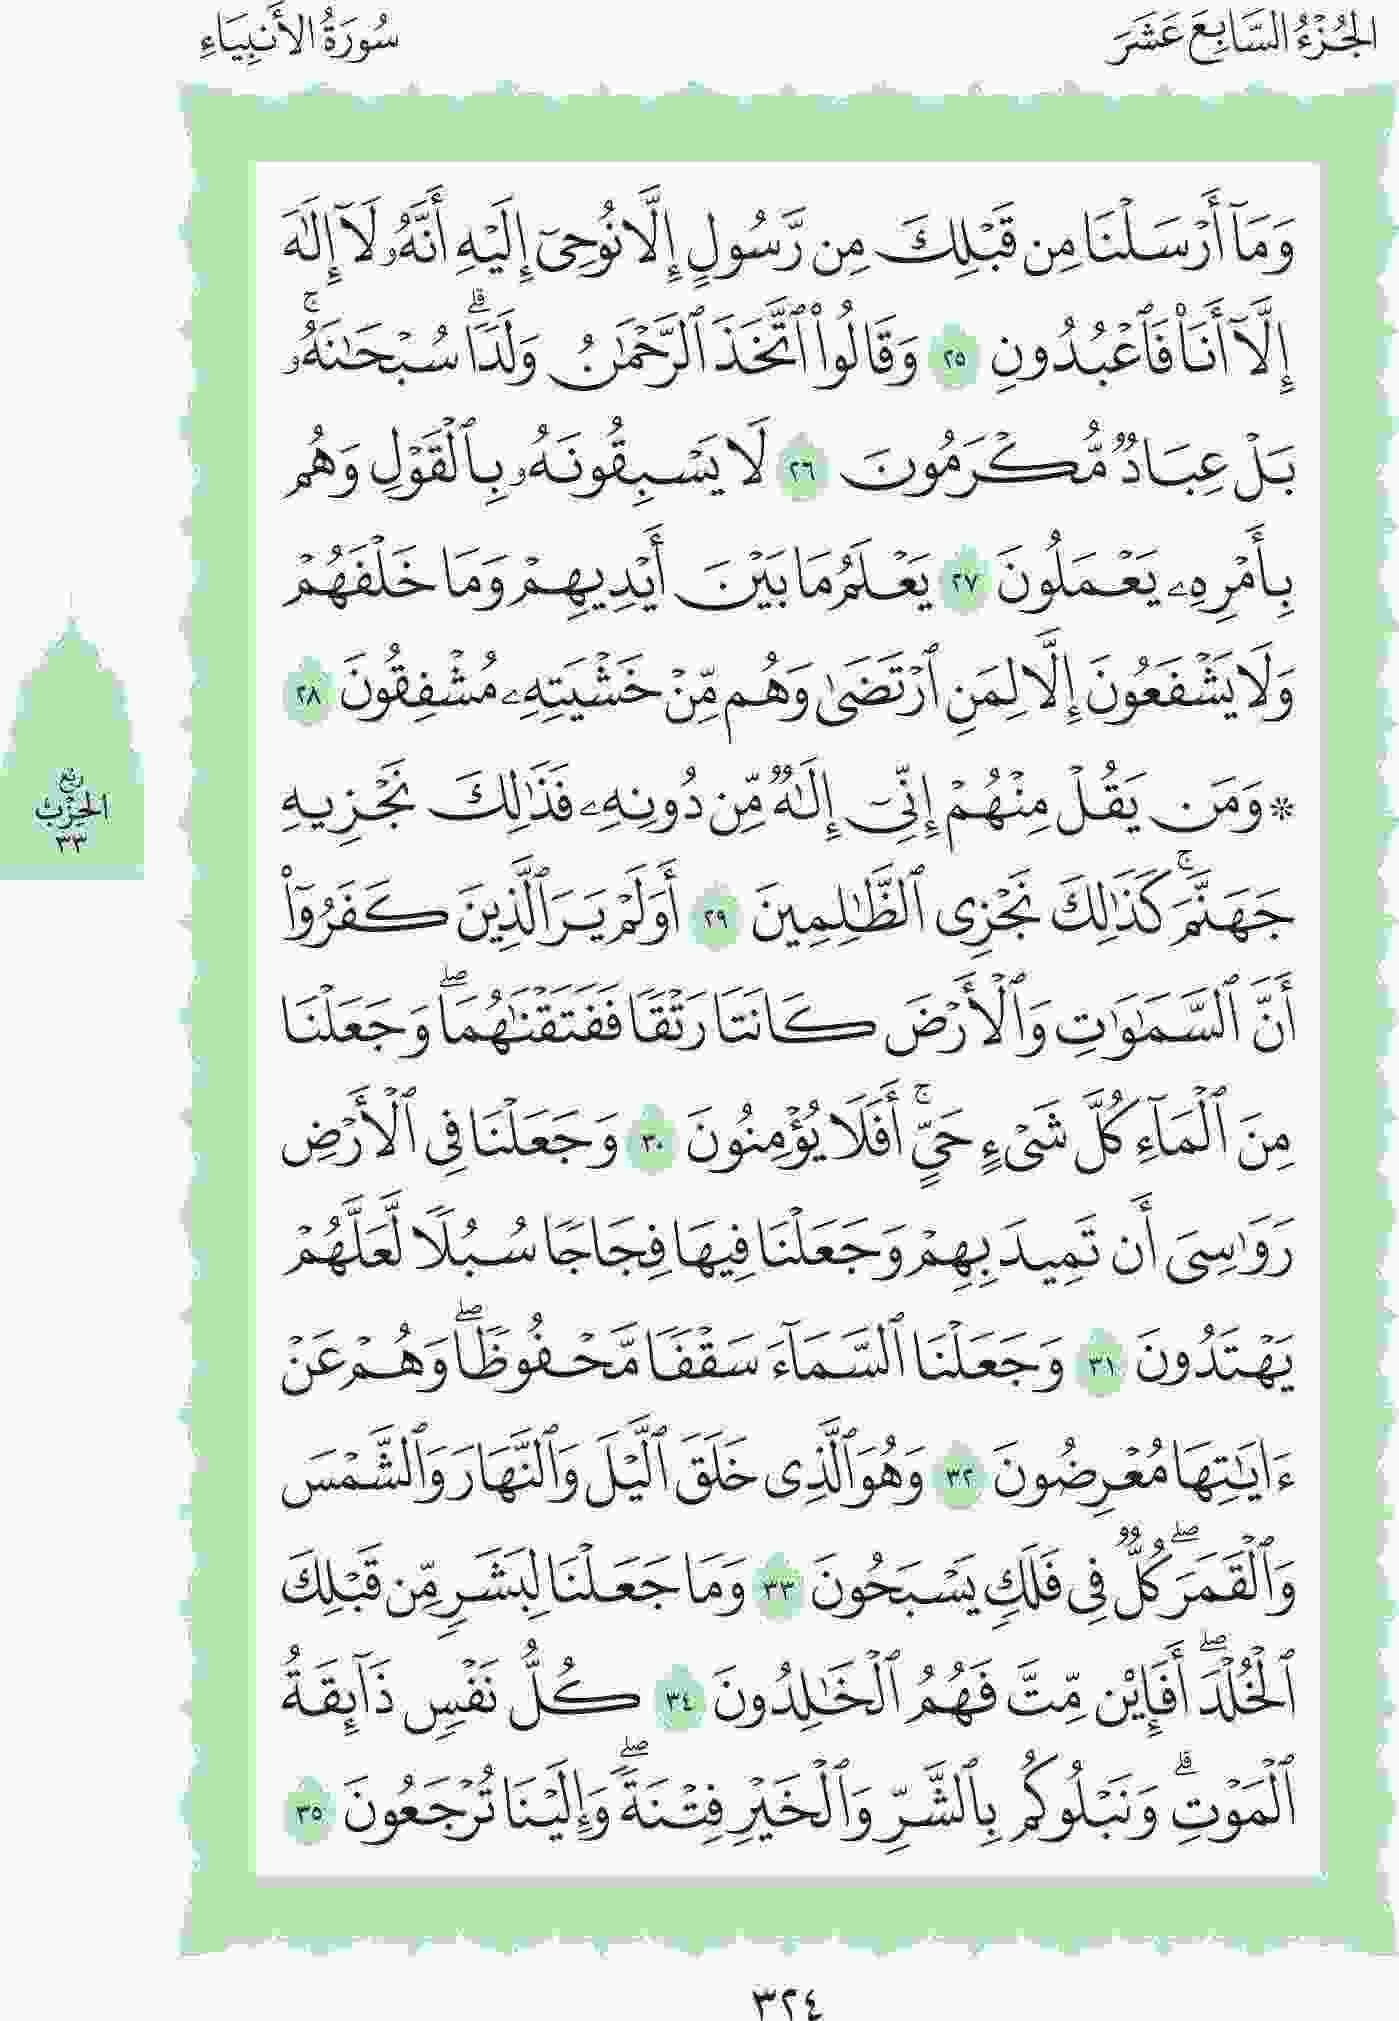 الجُزْءُ السَّابِعَ عَشَرَ
سُورَةُ الأَنبِيَاءِ
وَمَآ أَرْسَلْنَا مِن قَبْلِكَ مِن رَّسُولٍ إِلَّا نُوحِىٓ إِلَيْهِ أَنَّهُۥ لَآ إِلَٰهَ
إِلَّآ أَنَا۠ فَٱعْبُدُونِ ٢٥ وَقَالُوا۟ ٱتَّخَذَ ٱلرَّحْمَٰنُ وَلَدًاۗ سُبْحَٰنَهُۥۚ
بَلْ عِبَادٌ مُّكْرَمُونَ ٢٦ لَا يَسْبِقُونَهُۥ بِٱلْقَوْلِ وَهُم
بِأَمْرِهِۦ يَعْمَلُونَ ٢٧ يَعْلَمُ مَا بَيْنَ أَيْدِيهِمْ وَمَا خَلْفَهُمْ
وَلَا يَشْفَعُونَ إِلَّا لِمَنِ ٱرْتَضَىٰ وَهُم مِّنْ خَشْيَتِهِۦ مُشْفِقُونَ ٢٨
۞ وَمَن يَقُلْ مِنْهُمْ إِنِّىٓ إِلَٰهٌ مِّن دُونِهِۦ فَذَٰلِكَ نَجْزِيهِ
جَهَنَّمَۚ كَذَٰلِكَ نَجْزِى ٱلظَّٰلِمِينَ ٢٩ أَوَلَمْ يَرَ ٱلَّذِينَ كَفَرُوٓا۟
أَنَّ ٱلسَّمَٰوَٰتِ وَٱلْأَرْضَ كَانَتَا رَتْقًا فَفَتَقْنَٰهُمَاۖ وَجَعَلْنَا
مِنَ ٱلْمَآءِ كُلَّ شَىْءٍ حَىٍّۚ أَفَلَا يُؤْمِنُونَ ٣٠ وَجَعَلْنَا فِى ٱلْأَرْضِ
رَوَٰسِىَ أَن تَمِيدَ بِهِمْ وَجَعَلْنَا فِيهَا فِجَاجًا سُبُلًا لَّعَلَّهُمْ
يَهْتَدُونَ ٣١ وَجَعَلْنَا ٱلسَّمَآءَ سَقْفًا مَّحْفُوظًاۖ وَهُمْ عَنْ
ءَايَٰتِهَا مُعْرِضُونَ ٣٢ وَهُوَ ٱلَّذِى خَلَقَ ٱلَّيْلَ وَٱلنَّهَارَ وَٱلشَّمْسَ
وَٱلْقَمَرَۖ كُلٌّ فِى فَلَكٍ يَسْبَحُونَ ٣٣ وَمَا جَعَلْنَا لِبَشَرٍ مِّن قَبْلِكَ
ٱلْخُلْدَۖ أَفَإِي۟ن مِّتَّ فَهُمُ ٱلْخَٰلِدُونَ ٣٤ كُلُّ نَفْسٍ ذَآئِقَةُ
ٱلْمَوْتِۗ وَنَبْلُوكُم بِٱلشَّرِّ وَٱلْخَيْرِ فِتْنَةًۖ وَإِلَيْنَا تُرْجَعُونَ ٣٥
ربع
الحِزْبُ
٣٣
٣٢٤